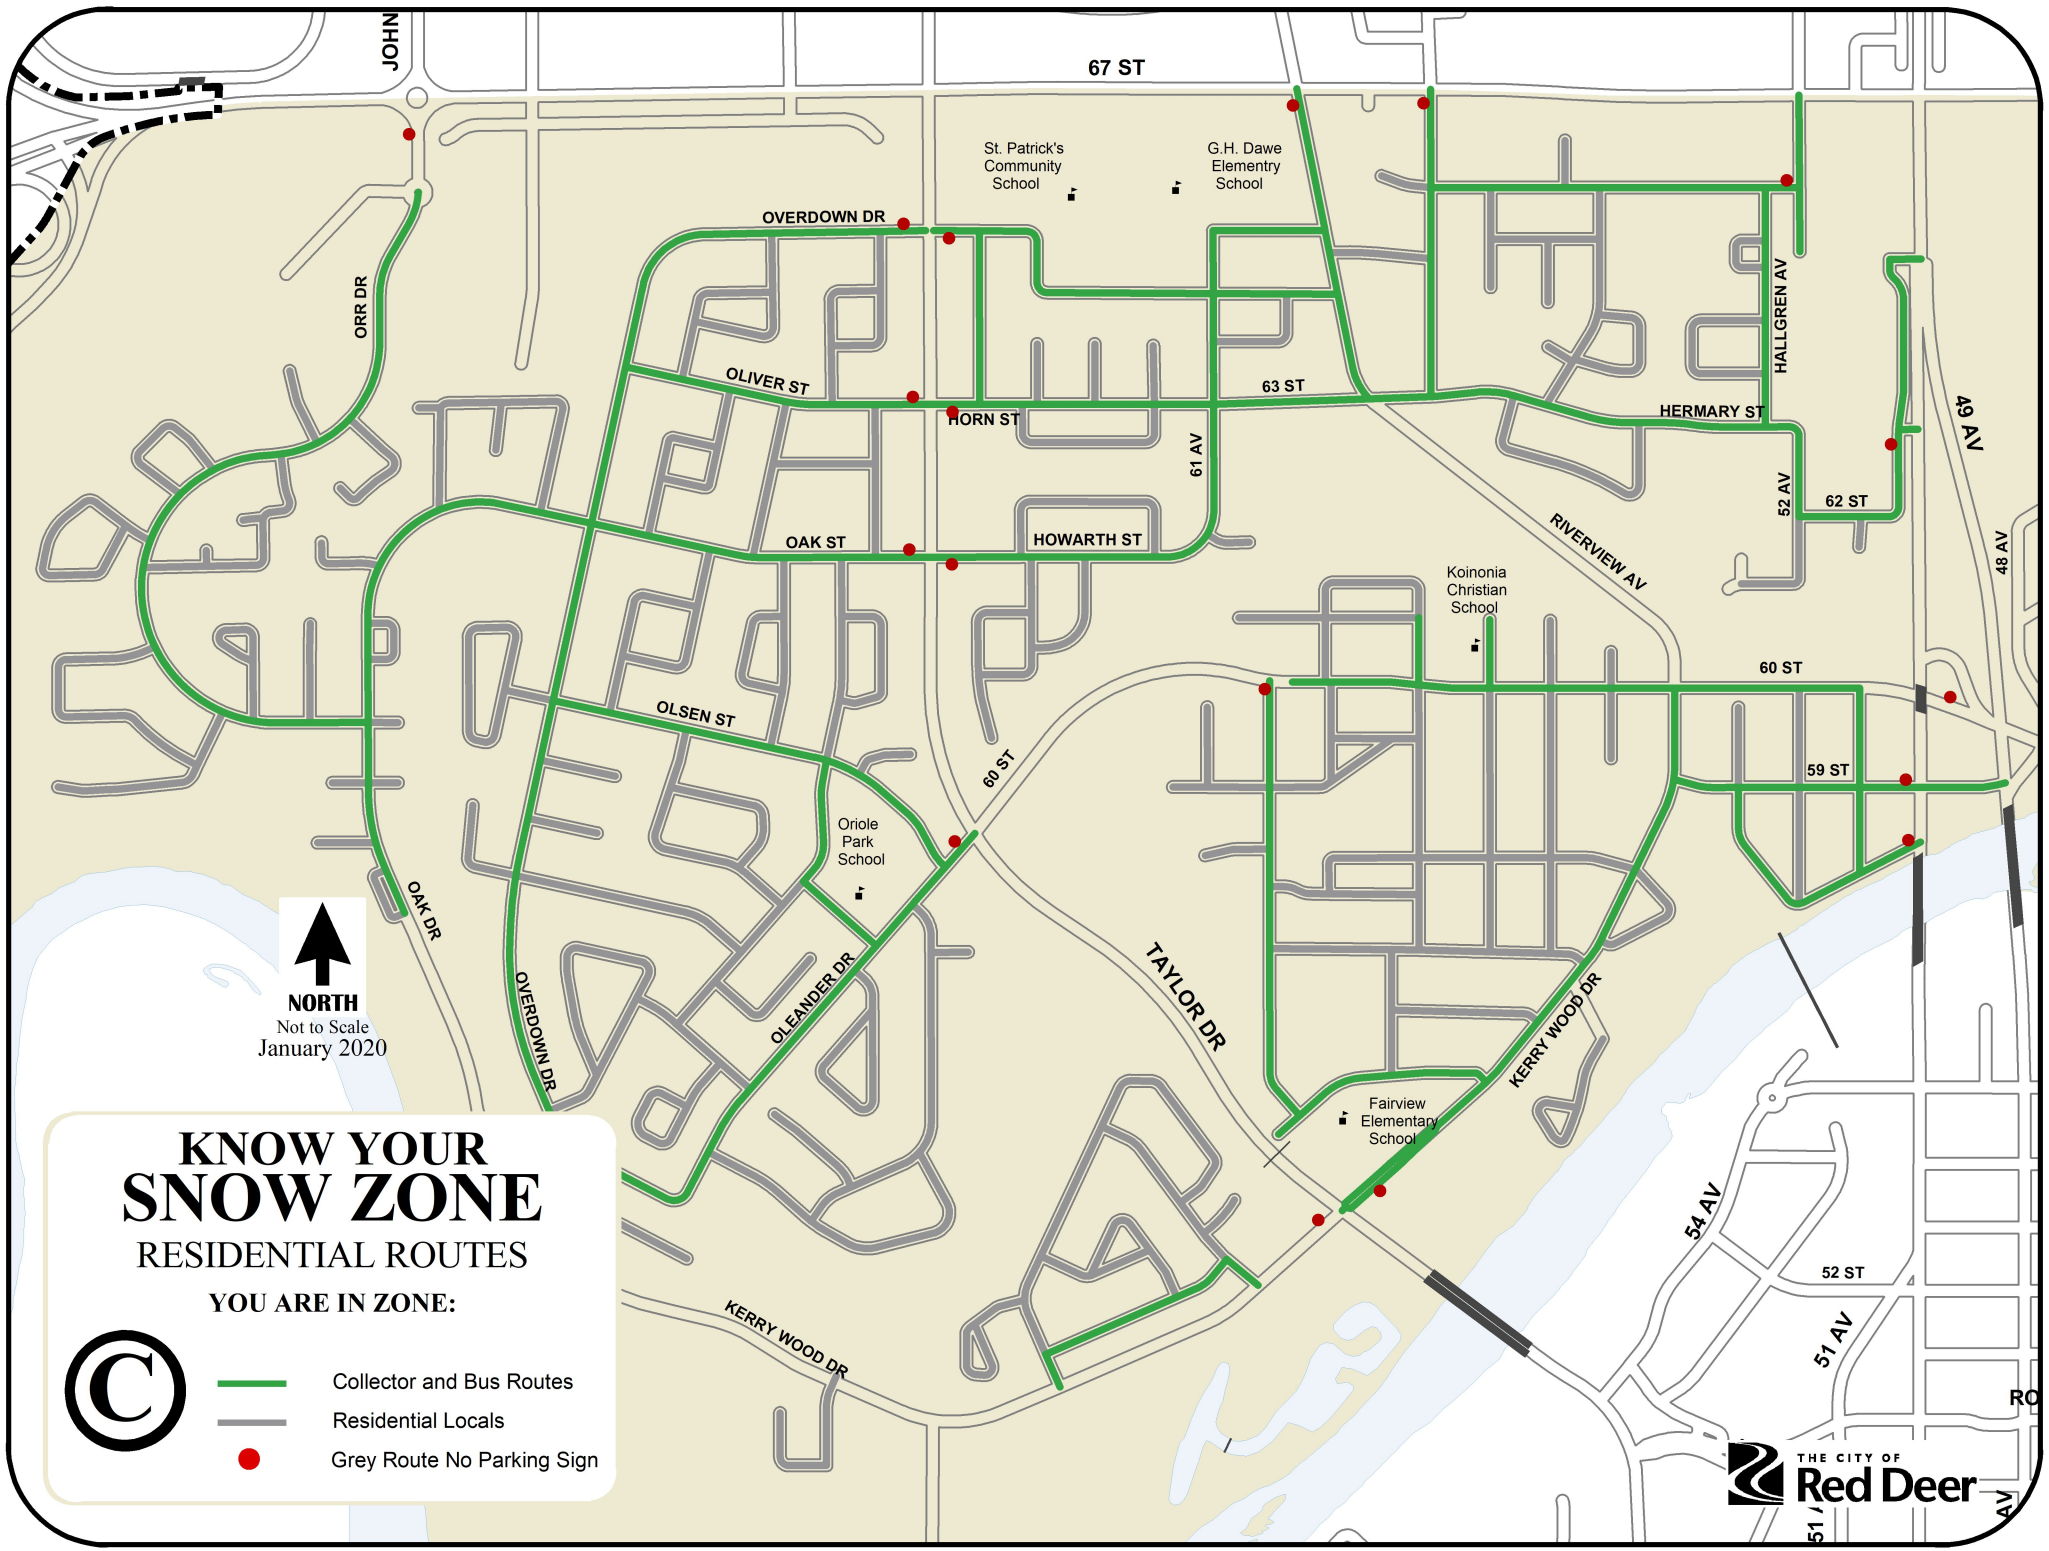 JOHN
67 ST
St. Patrick's
Community
School
G.H. Dawe
Elementry
School
OVERDOWN DR
ORR DR
HALLGREN AV
OLIVER ST
63 ST
HORN ST
HERMARY ST
49 AV
61 AV
52 AV
62 ST
RIVERVIEW AV
48 AV
OAK ST
HOWARTH ST
Koinonia
Christian
School
60 ST
OLSEN ST
60 ST
59 ST
Oriole
Park
School
OAK DR
OVERDOWN DR
OLEANDER DR
TAYLOR DR
KERRY WOOD DR
NORTH
Not to Scale
January 2020
Fairview
Elementary
School
54 AV
52 ST
51 AV
KERRY WOOD DR
RO
51 A
AV
KNOW YOUR
SNOW ZONE
RESIDENTIAL ROUTES
YOU ARE IN ZONE:
C
Collector and Bus Routes
Residential Locals
Grey Route No Parking Sign
THE CITY OF
Red Deer